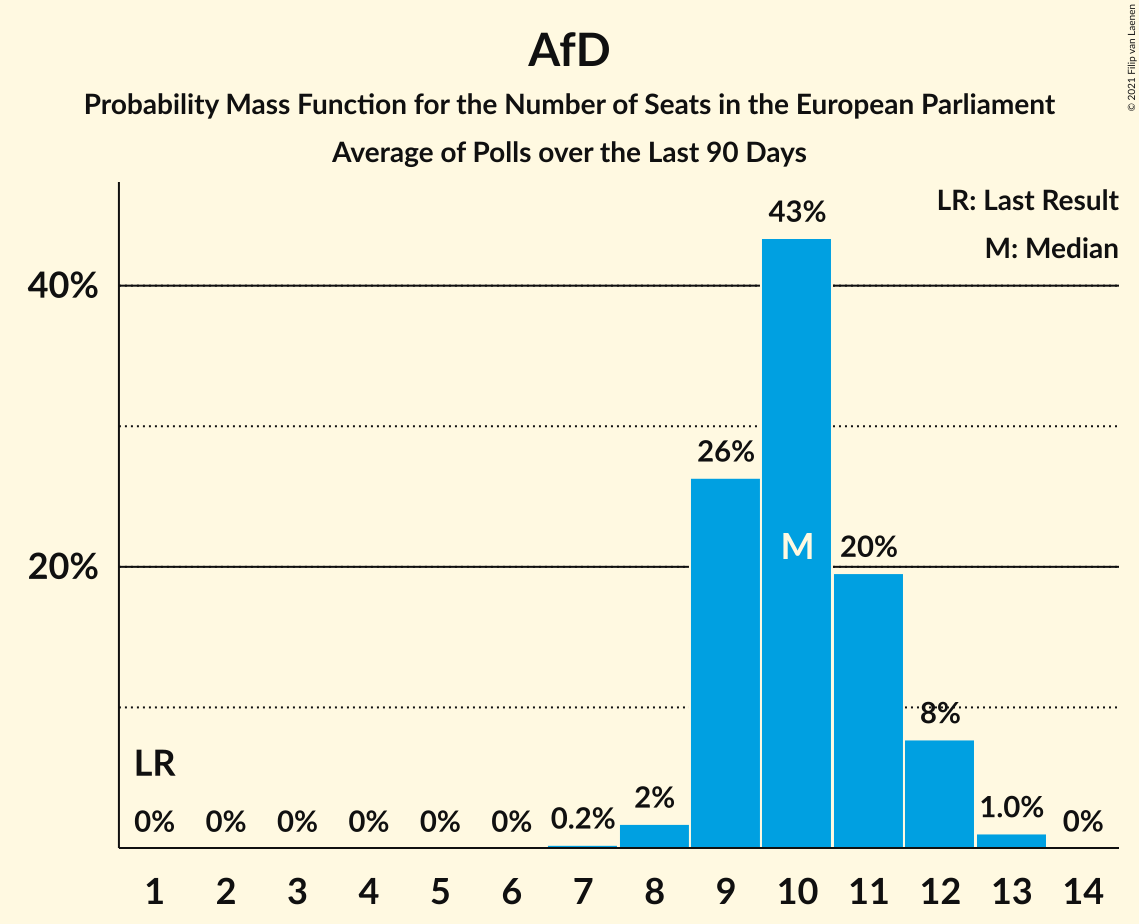 AfD
Probability Mass Function for the Number of Seats in the European Parliament
Average of Polls over the Last 90 Days
© 2021 Filip van Laenen
LR: Last Result
M: Median
40%
20%
43%
26%
M
20%
8%
LR
0%
0%
0%
0%
0%
0%
0.2%
2%
1.0%
0%
1 2 3 4 5 6 7 8 9 10 11 12 13 14